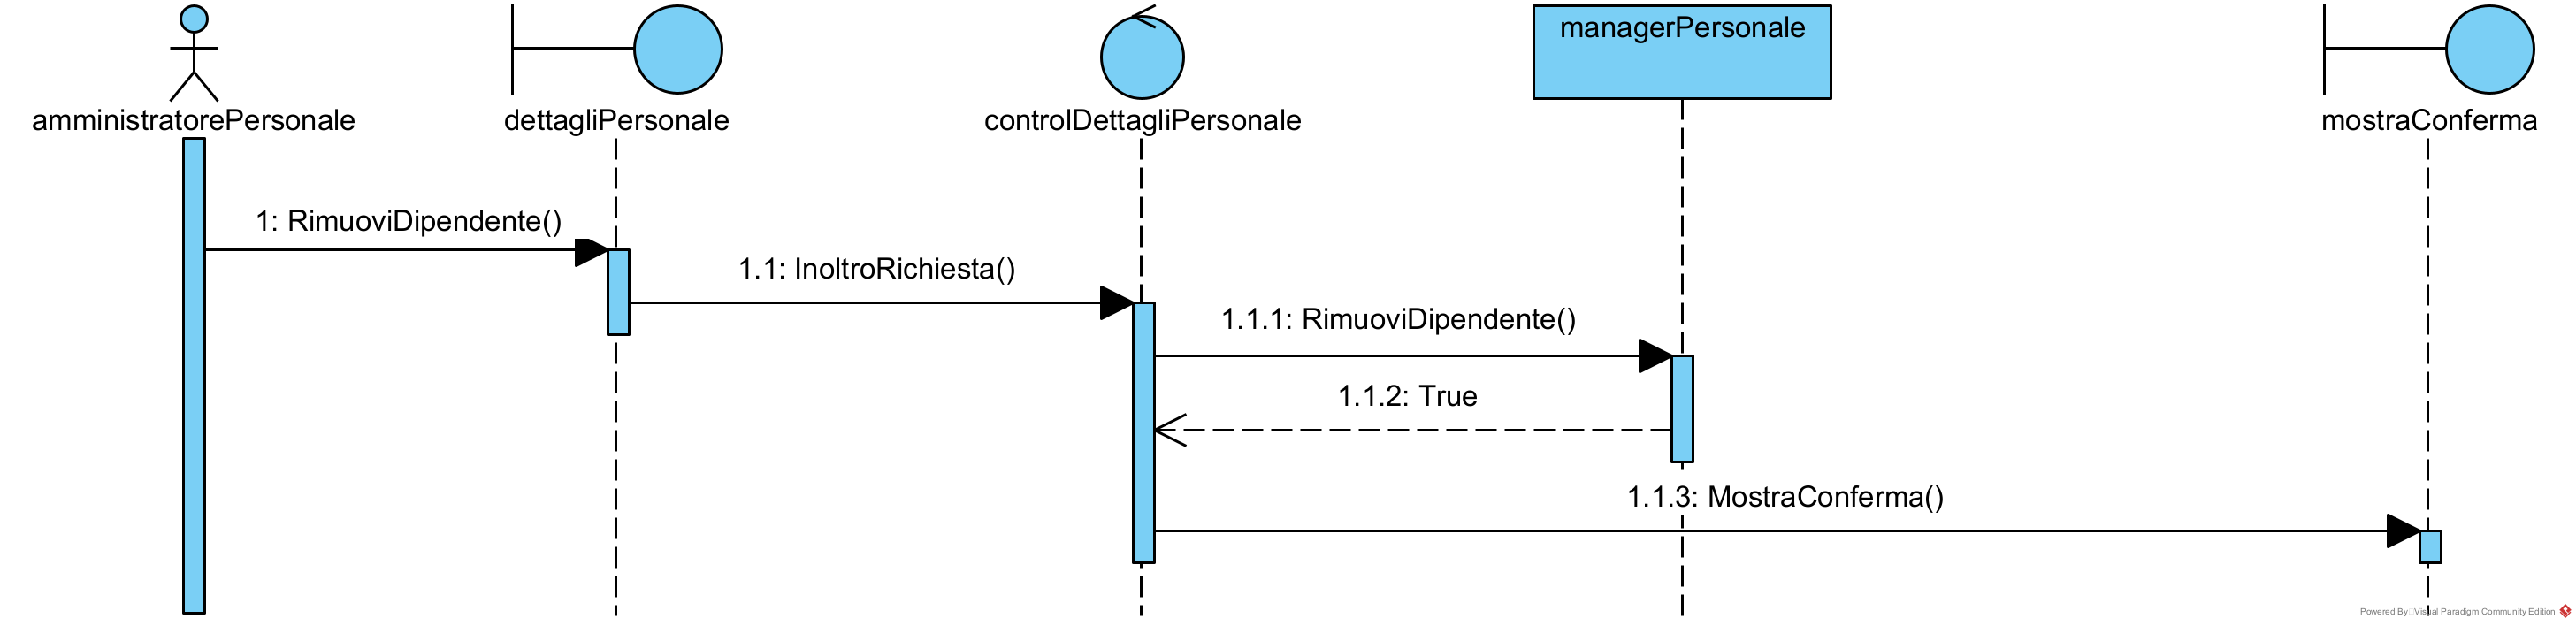 managerPersonale
amministratorePersonale
dettagliPersonale
controlDettagliPersonale
mostraConferma
1: RimuoviDipendente()
1.1: InoltroRichiesta()
1.1.1: RimuoviDipendente()
1.1.2: True
1.1.3: MostraConferma()
Powered By Visual Paradigm Community Edition